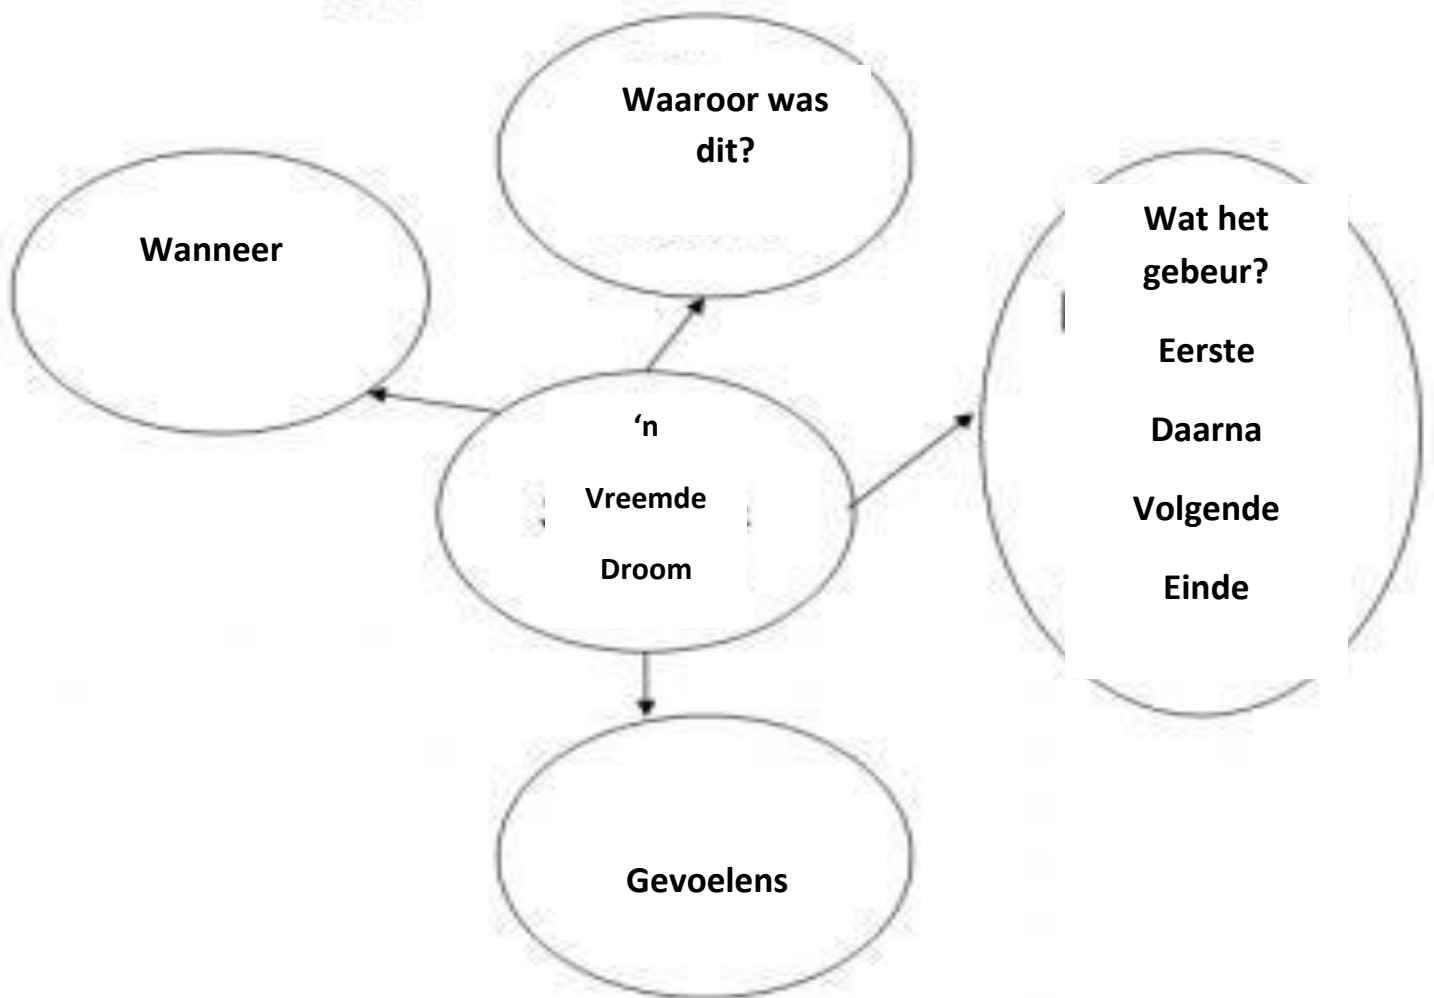 Waaroor was
dit?
Wanneer
Wat het
gebeur?
Eerste
Daarna
Volgende
Einde
‘n
Vreemde
Droom
Gevoelens